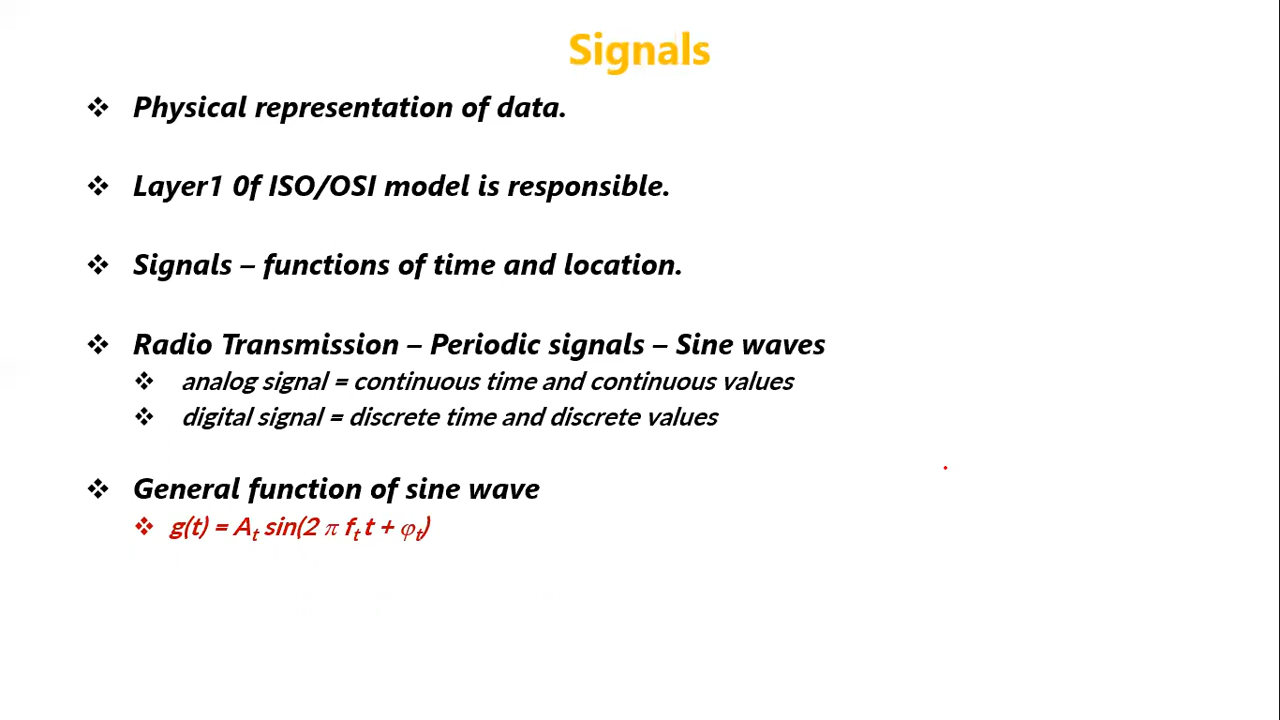 Signals
❖ Physical representation of data.
❖ Layer1 0f ISO/OSI model is responsible.
❖ Signals – functions of time and location.
❖ Radio Transmission – Periodic signals – Sine waves
❖ analog signal = continuous time and continuous values
❖ digital signal = discrete time and discrete values
❖ General function of sine wave
❖ g(t) = Aₜ sin(2 π fₜ t + φₜ)